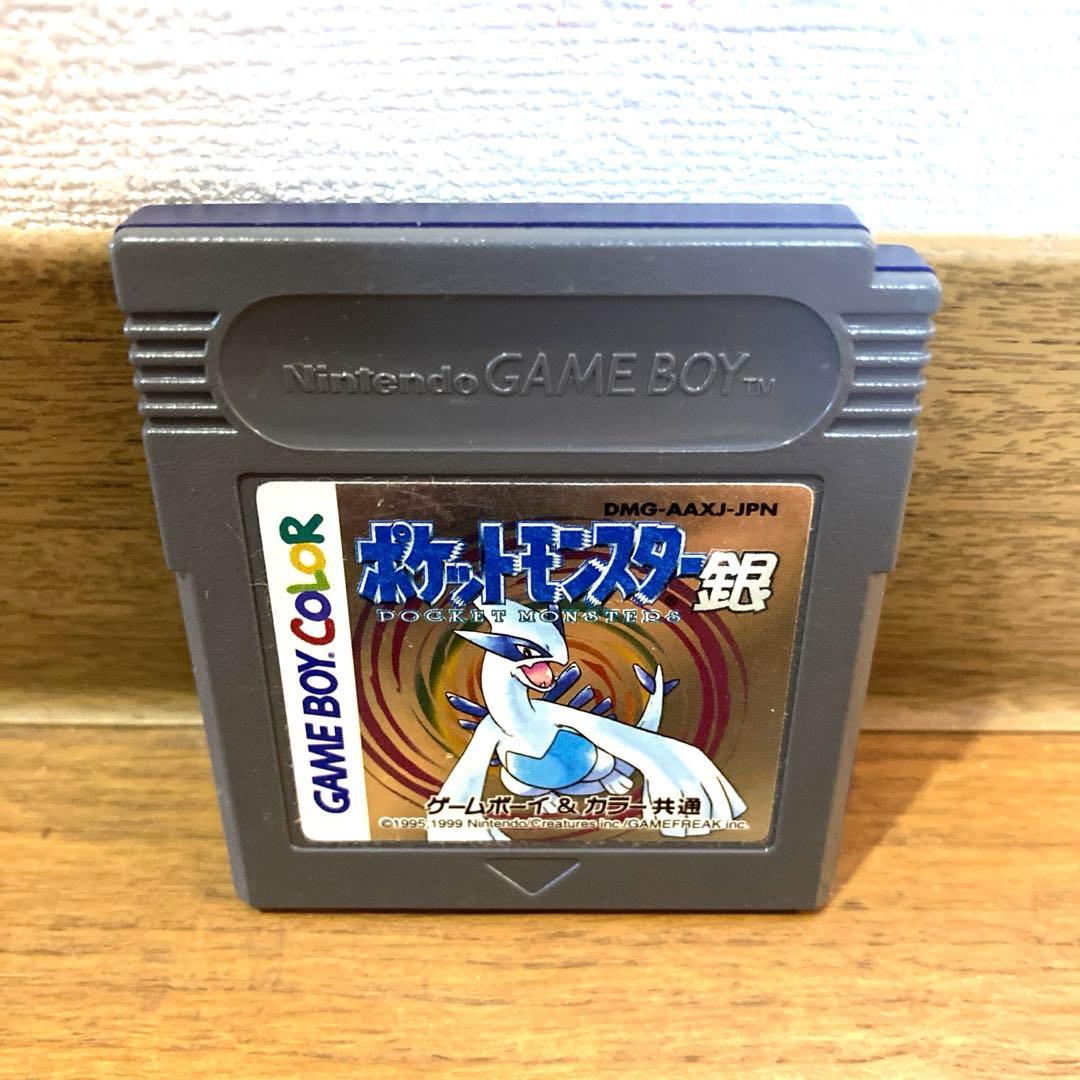 Nintendo GAME BOY TM
DMG-AAXJ-JPN
ポケットモンスター銀
POCKET MONSTERS
GAME BOY COLOR
ゲームボーイ & カラー共通
©1995,1999 Nintendo/Creatures inc./GAMEFREAK inc.